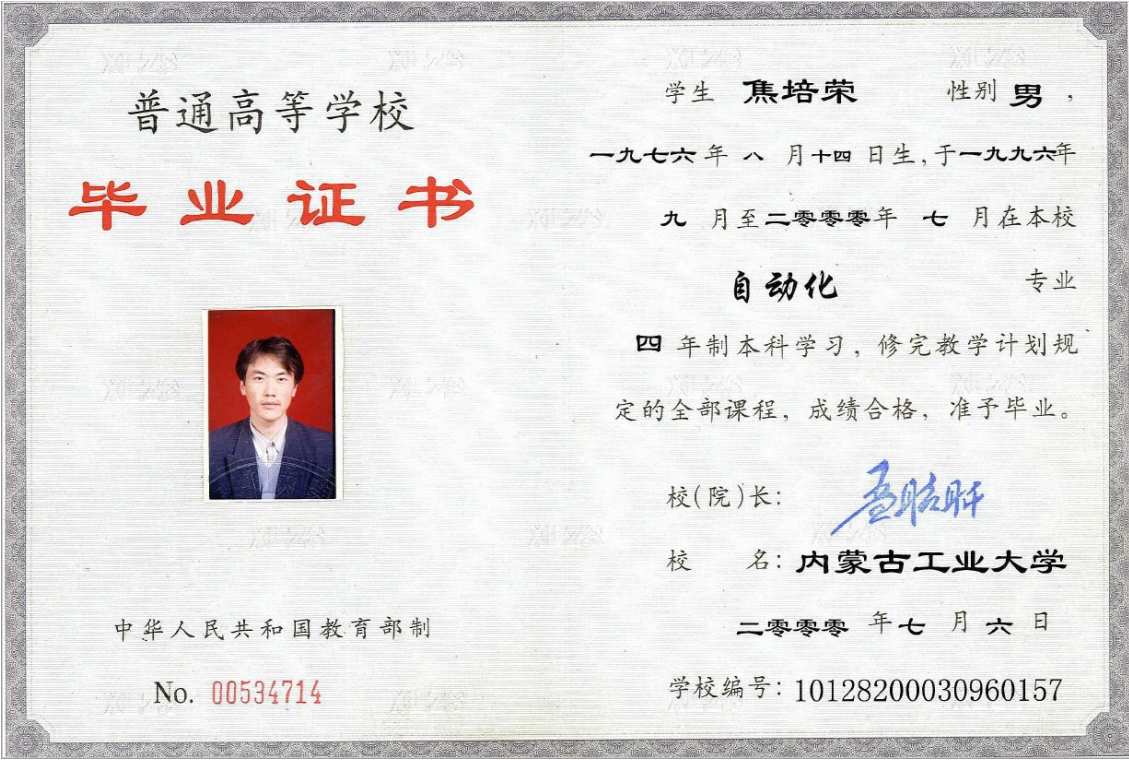 普通高等学校
毕业证书
中华人民共和国教育部制
No. 00534714
学生 焦培荣 性别 男，
一九七六年 八 月十四日生，于一九九六年
九 月至二零零零年 七 月在本校
自动化 专业
四 年制本科学习，修完教学计划规
定的全部课程，成绩合格，准予毕业。
校(院)长：
校 名：内蒙古工业大学
二零零零 年七 月 六 日
学校编号：10128200030960157